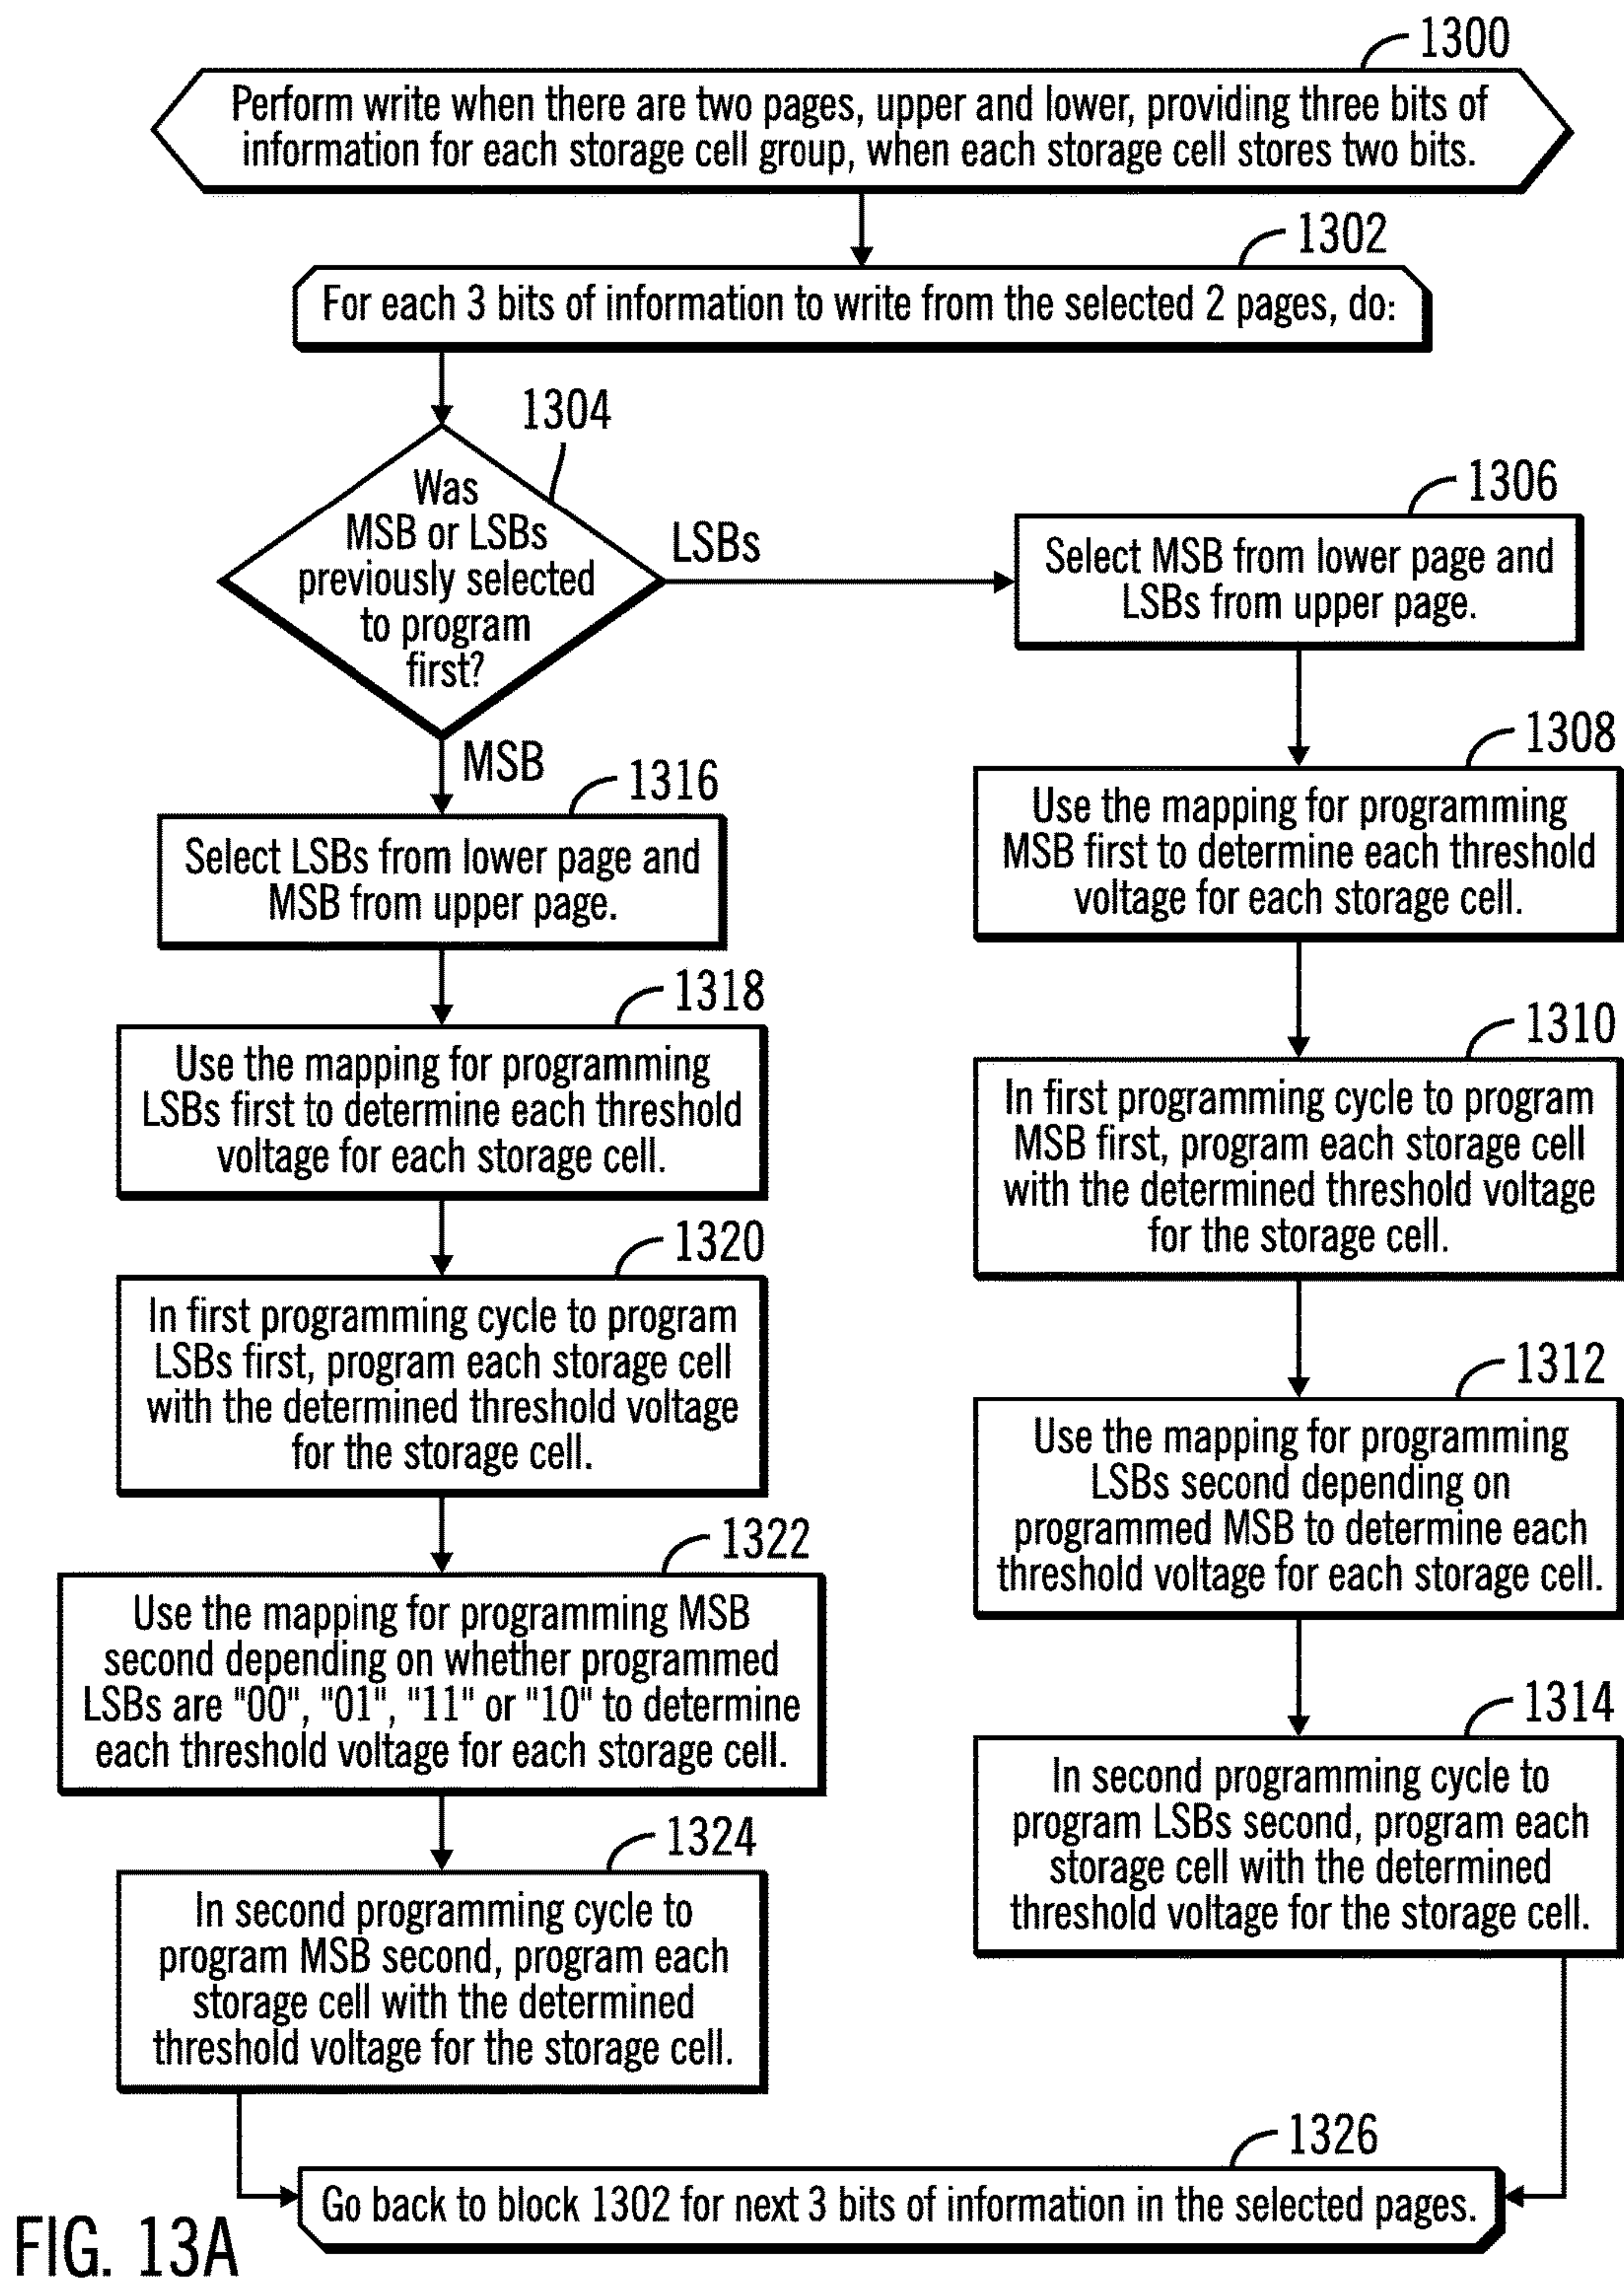 1300
Perform write when there are two pages, upper and lower, providing three bits of
information for each storage cell group, when each storage cell stores two bits.
1302
For each 3 bits of information to write from the selected 2 pages, do:
1304
Was
MSB or LSBs
previously selected
to program
first?
LSBs
MSB
1306
Select MSB from lower page and
LSBs from upper page.
1308
Use the mapping for programming
MSB first to determine each threshold
voltage for each storage cell.
1310
In first programming cycle to program
MSB first, program each storage cell
with the determined threshold voltage
for the storage cell.
1312
Use the mapping for programming
LSBs second depending on
programmed MSB to determine each
threshold voltage for each storage cell.
1314
In second programming cycle to
program LSBs second, program each
storage cell with the determined
threshold voltage for the storage cell.
1316
Select LSBs from lower page and
MSB from upper page.
1318
Use the mapping for programming
LSBs first to determine each threshold
voltage for each storage cell.
1320
In first programming cycle to program
LSBs first, program each storage cell
with the determined threshold voltage
for the storage cell.
1322
Use the mapping for programming MSB
second depending on whether programmed
LSBs are "00", "01", "11" or "10" to determine
each threshold voltage for each storage cell.
1324
In second programming cycle to
program MSB second, program each
storage cell with the determined
threshold voltage for the storage cell.
1326
Go back to block 1302 for next 3 bits of information in the selected pages.
FIG. 13A